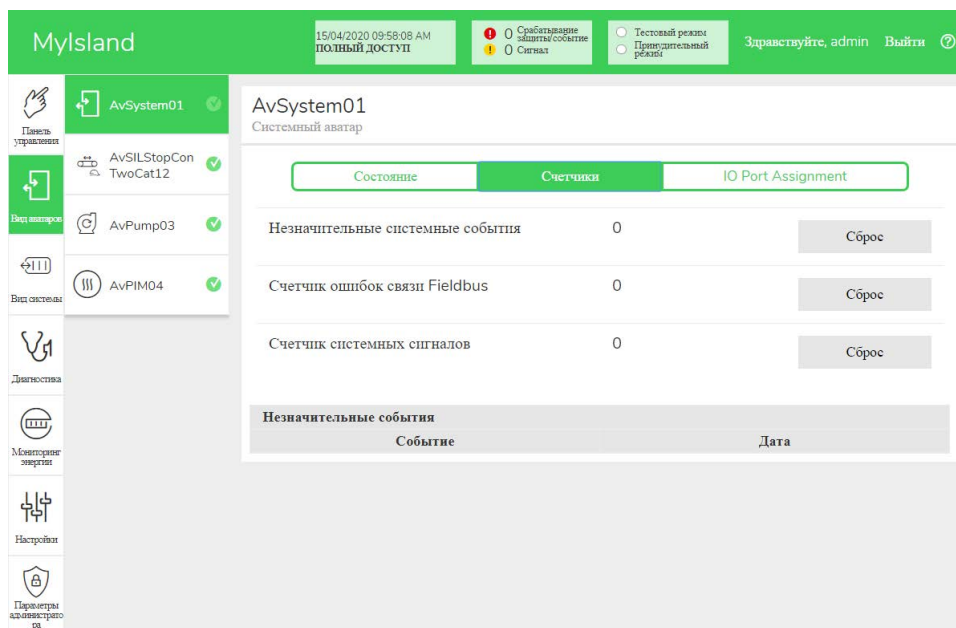 MyIsland
15/04/2020 09:58:08 AM
ПОЛНЫЙ ДОСТУП
0 Срабатывание защиты/событие
0 Сигнал
Тестовый режим
Принудительный режим
Здравствуйте, admin
Выйти
Панель управления
Вид аватаров
Вид системы
Диагностика
Мониторинг энергии
Настройки
Параметры администрато
ра
AvSystem01
AvSILStopCon
TwoCat12
AvPump03
AvPIM04
AvSystem01
Системный аватар
Состояние
Счетчики
IO Port Assignment
Незначительные системные события 0 Сброс
Счетчик ошибок связи Fieldbus 0 Сброс
Счетчик системных сигналов 0 Сброс
Незначительные события
Событие Дата